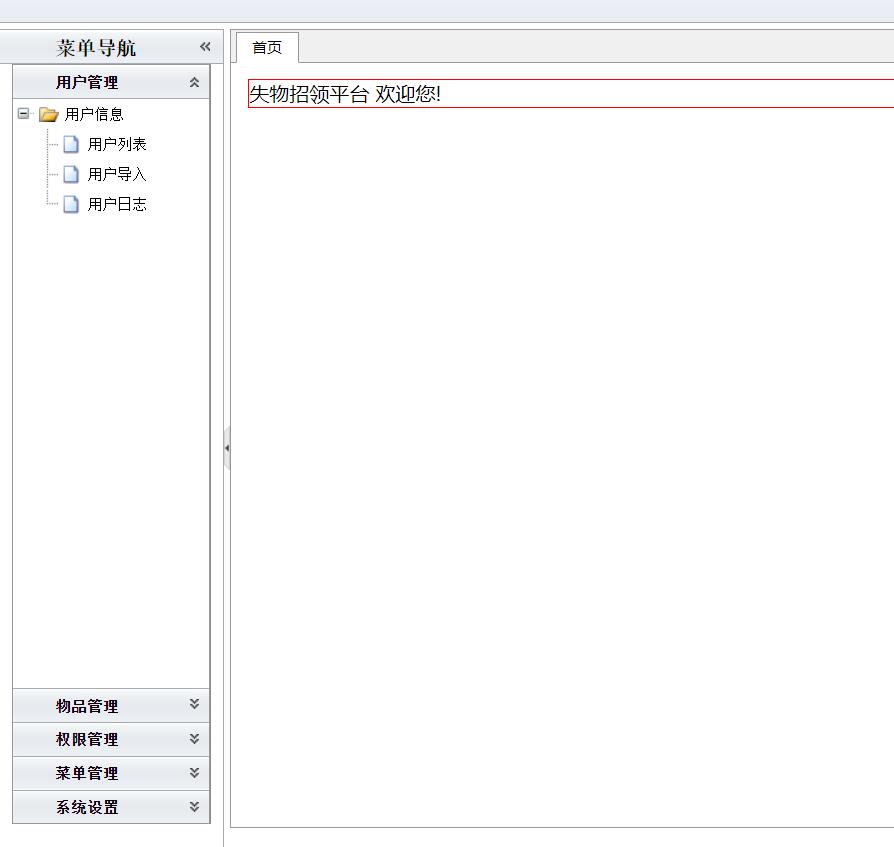 菜单导航
用户管理
用户信息
用户列表
用户导入
用户日志
物品管理
权限管理
菜单管理
系统设置
首页
失物招领平台 欢迎您!